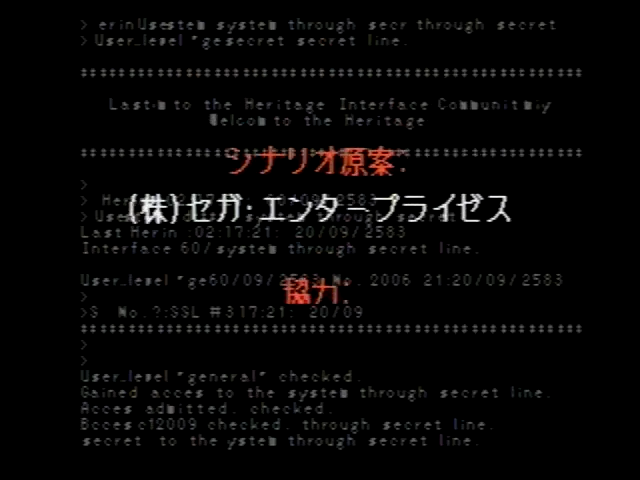 > erinUsestem system through secr through secret
> User_level "gesecret secret line.
************************************************************
Last to the Heritage Interface Communit
Welcom to the Heritage
シナリオ原案.
>
>
(株)セガ・エンタープライゼス
Last Herin :02:17:21: 20/09/2583
Interface 60/system through secret line.
User_level "ge60/09/2583 No. 2006 21:20/09/2583
協力.
>
>S No.?:SSL #317:21: 20/09
************************************************************
>
>
User_level "general" checked.
Gained acces to the system through secret line.
Acces admitted. checked.
Bccesc12009 checked. through secret line.
secret to the ystem through secret line.